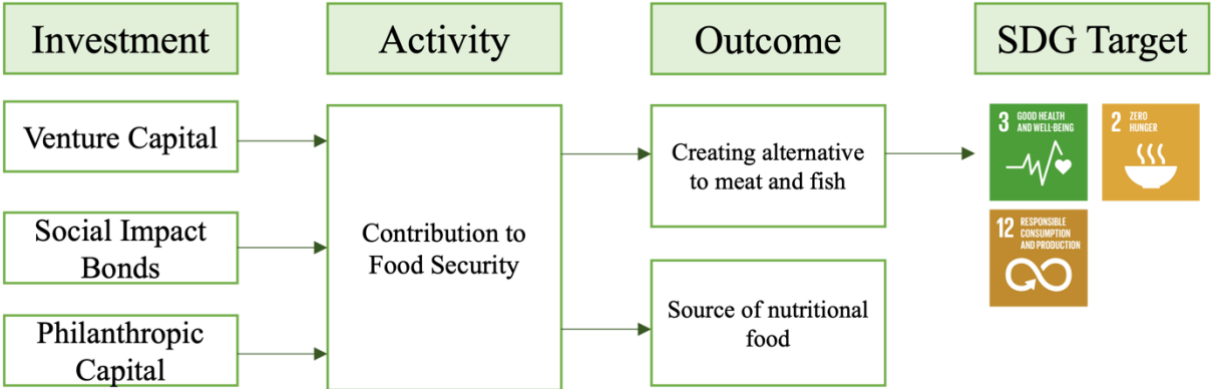 Investment
Activity
Outcome
SDG Target
Venture Capital
Social Impact
Bonds
Philanthropic
Capital
Contribution to
Food Security
Creating alternative
to meat and fish
Source of nutritional
food
3 GOOD HEALTH
AND WELL-BEING
2 ZERO
HUNGER
12 RESPONSIBLE
CONSUMPTION
AND PRODUCTION